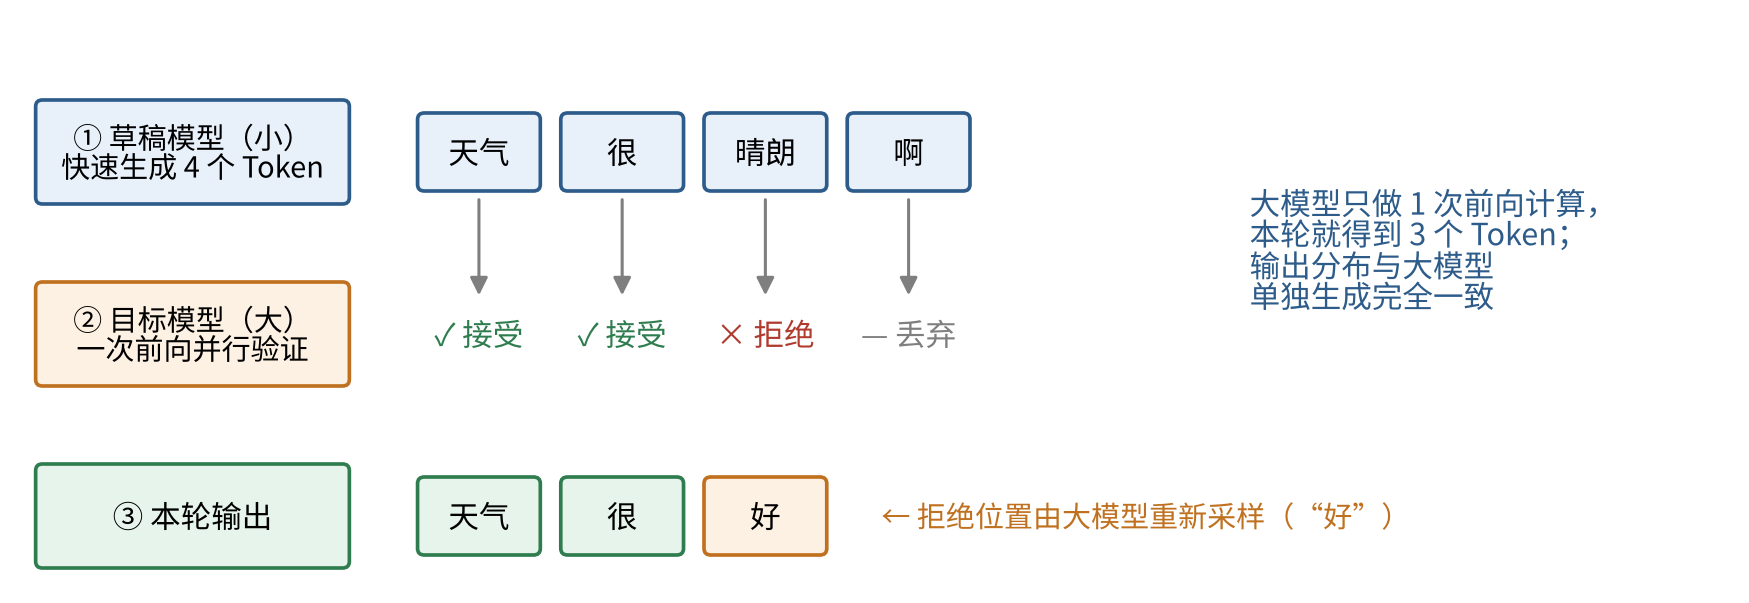 ① 草稿模型（小）
快速生成 4 个 Token
天气
很
晴朗
啊
大模型只做 1 次前向计算，
本轮就得到 3 个 Token；
输出分布与大模型
单独生成完全一致
② 目标模型（大）
一次前向并行验证
✓ 接受
✓ 接受
× 拒绝
— 丢弃
③ 本轮输出
天气
很
好
← 拒绝位置由大模型重新采样（“好”）